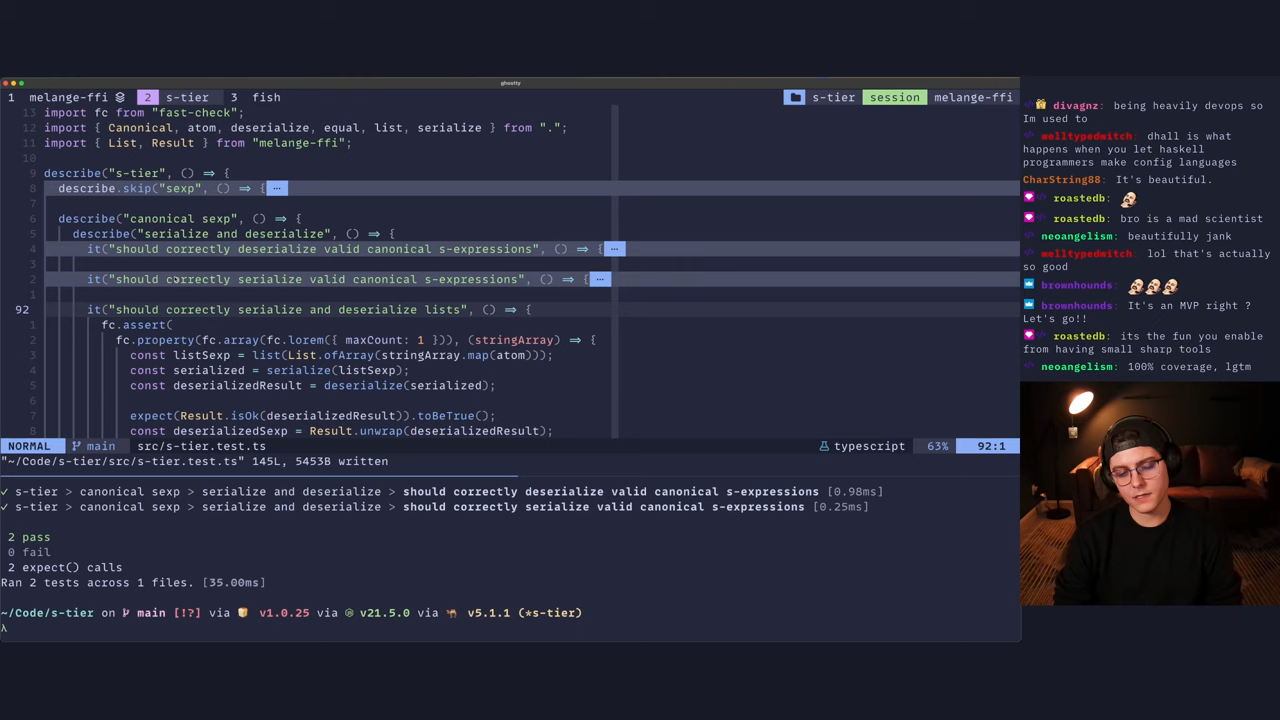 ghostty
1 melange-ffi 2 s-tier 3 fish s-tier session melange-ffi
13 import fc from "fast-check";
12 import { Canonical, atom, deserialize, equal, list, serialize } from ".";
11 import { List, Result } from "melange-ffi";
10
9 describe("s-tier", () => {
8 describe.skip("sexp", () => { ...
7
6 describe("canonical sexp", () => {
5 describe("serialize and deserialize", () => {
4 it("should correctly deserialize valid canonical s-expressions", () => { ...
3
2 it("should correctly serialize valid canonical s-expressions", () => { ...
1
92 it("should correctly serialize and deserialize lists", () => {
1 fc.assert(
2 fc.property(fc.array(fc.lorem({ maxCount: 1 })), (stringArray) => {
3 const listSexp = list(List.ofArray(stringArray.map(atom)));
4 const serialized = serialize(listSexp);
5 const deserializedResult = deserialize(serialized);
6
7 expect(Result.isOk(deserializedResult)).toBeTrue();
8 const deserializedSexp = Result.unwrap(deserializedResult);
NORMAL main src/s-tier.test.ts typescript 63% 92:1
"~/Code/s-tier/src/s-tier.test.ts" 145L, 5453B written
✓ s-tier > canonical sexp > serialize and deserialize > should correctly deserialize valid canonical s-expressions [0.98ms]
✓ s-tier > canonical sexp > serialize and deserialize > should correctly serialize valid canonical s-expressions [0.25ms]
2 pass
0 fail
2 expect() calls
Ran 2 tests across 1 files. [35.00ms]
~/Code/s-tier on main [!?] via v1.0.25 via v21.5.0 via v5.1.1 (*s-tier)
λ
divagnz: being heavily devops so
Im used to
welltypedwitch: dhall is what
happens when you let haskell
programmers make config languages
CharString88: It's beautiful.
roastedb:
roastedb: bro is a mad scientist
neoangelism: beautifully jank
welltypedwitch: lol that's actually
so good
brownhounds:
brownhounds: It's an MVP right ?
Let's go!!
roastedb: its the fun you enable
from having small sharp tools
neoangelism: 100% coverage, lgtm